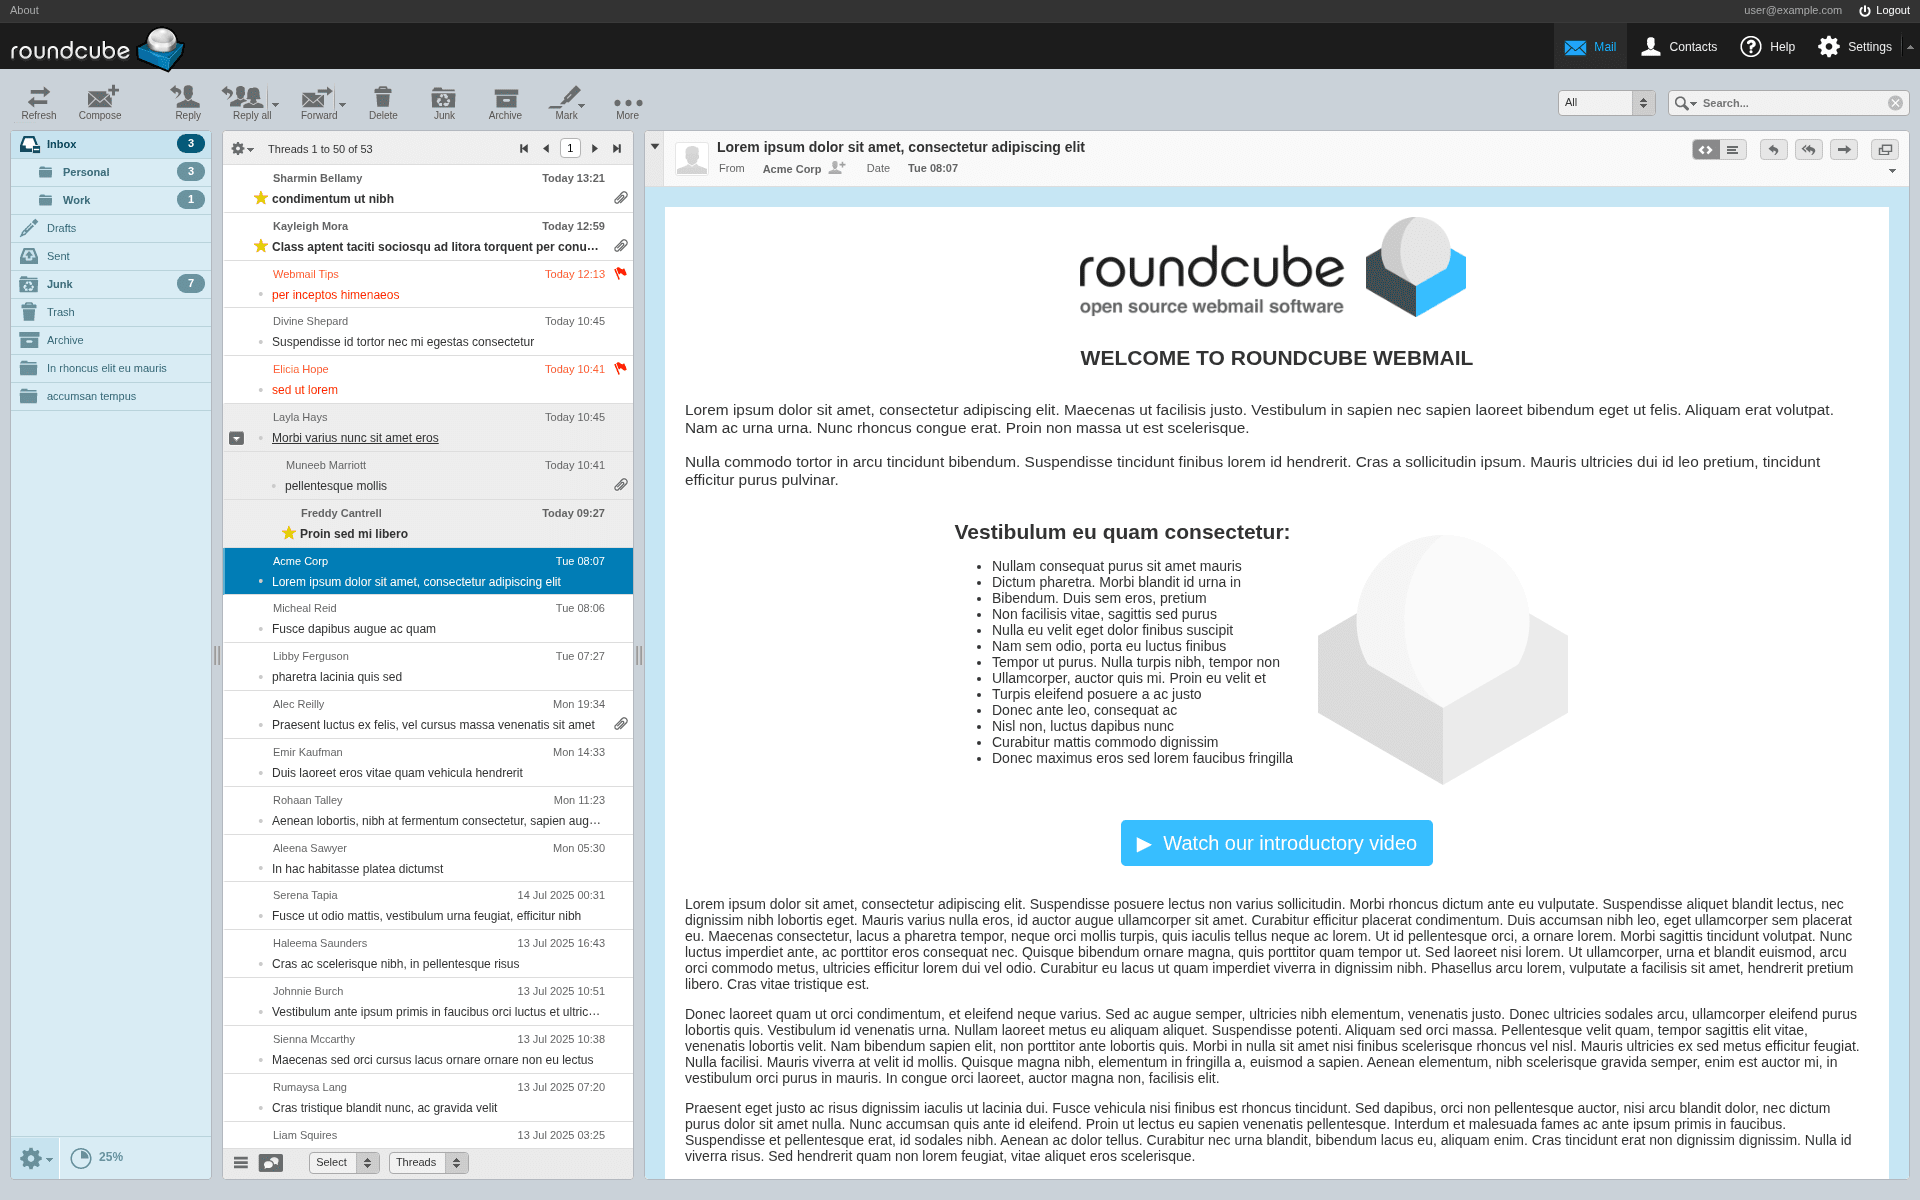 About
user@example.com Logout
roundcube
Mail Contacts Help Settings
Refresh Compose Reply Reply all Forward Delete Junk Archive Mark More
All Search...
Inbox 3
Personal 3
Work 1
Drafts
Sent
Junk 7
Trash
Archive
In rhoncus elit eu mauris
accumsan tempus
25%
Threads 1 to 50 of 53 1
Sharmin Bellamy Today 13:21
condimentum ut nibh
Kayleigh Mora Today 12:59
Class aptent taciti sociosqu ad litora torquent per conu…
Webmail Tips Today 12:13
per inceptos himenaeos
Divine Shepard Today 10:45
Suspendisse id tortor nec mi egestas consectetur
Elicia Hope Today 10:41
sed ut lorem
Layla Hays Today 10:45
Morbi varius nunc sit amet eros
Muneeb Marriott Today 10:41
pellentesque mollis
Freddy Cantrell Today 09:27
Proin sed mi libero
Acme Corp Tue 08:07
Lorem ipsum dolor sit amet, consectetur adipiscing elit
Micheal Reid Tue 08:06
Fusce dapibus augue ac quam
Libby Ferguson Tue 07:27
pharetra lacinia quis sed
Alec Reilly Mon 19:34
Praesent luctus ex felis, vel cursus massa venenatis sit amet
Emir Kaufman Mon 14:33
Duis laoreet eros vitae quam vehicula hendrerit
Rohaan Talley Mon 11:23
Aenean lobortis, nibh at fermentum consectetur, sapien aug…
Aleena Sawyer Mon 05:30
In hac habitasse platea dictumst
Serena Tapia 14 Jul 2025 00:31
Fusce ut odio mattis, vestibulum urna feugiat, efficitur nibh
Haleema Saunders 13 Jul 2025 16:43
Cras ac scelerisque nibh, in pellentesque risus
Johnnie Burch 13 Jul 2025 10:51
Vestibulum ante ipsum primis in faucibus orci luctus et ultric…
Sienna Mccarthy 13 Jul 2025 10:38
Maecenas sed orci cursus lacus ornare ornare non eu lectus
Rumaysa Lang 13 Jul 2025 07:20
Cras tristique blandit nunc, ac gravida velit
Liam Squires 13 Jul 2025 03:25
Select Threads
Lorem ipsum dolor sit amet, consectetur adipiscing elit
From Acme Corp Date Tue 08:07
roundcube
open source webmail software
WELCOME TO ROUNDCUBE WEBMAIL
Lorem ipsum dolor sit amet, consectetur adipiscing elit. Maecenas ut facilisis justo. Vestibulum in sapien nec sapien laoreet bibendum eget ut felis. Aliquam erat volutpat.
Nam ac urna urna. Nunc rhoncus congue erat. Proin non massa ut est scelerisque.
Nulla commodo tortor in arcu tincidunt bibendum. Suspendisse tincidunt finibus lorem id hendrerit. Cras a sollicitudin ipsum. Mauris ultricies dui id leo pretium, tincidunt
efficitur purus pulvinar.
Vestibulum eu quam consectetur:
• Nullam consequat purus sit amet mauris
• Dictum pharetra. Morbi blandit id urna in
• Bibendum. Duis sem eros, pretium
• Non facilisis vitae, sagittis sed purus
• Nulla eu velit eget dolor finibus suscipit
• Nam sem odio, porta eu luctus finibus
• Tempor ut purus. Nulla turpis nibh, tempor non
• Ullamcorper, auctor quis mi. Proin eu velit et
• Turpis eleifend posuere a ac justo
• Donec ante leo, consequat ac
• Nisl non, luctus dapibus nunc
• Curabitur mattis commodo dignissim
• Donec maximus eros sed lorem faucibus fringilla
▶ Watch our introductory video
Lorem ipsum dolor sit amet, consectetur adipiscing elit. Suspendisse posuere lectus non varius sollicitudin. Morbi rhoncus dictum ante eu vulputate. Suspendisse aliquet blandit lectus, nec
dignissim nibh lobortis eget. Mauris varius nulla eros, id auctor augue ullamcorper sit amet. Curabitur efficitur placerat condimentum. Duis accumsan nibh leo, eget ullamcorper sem placerat
eu. Maecenas consectetur, lacus a pharetra tempor, neque orci mollis turpis, quis iaculis tellus neque ac lorem. Ut id pellentesque orci, a ornare lorem. Morbi sagittis tincidunt volutpat. Nunc
luctus imperdiet ante, ac porttitor eros consequat nec. Quisque bibendum ornare magna, quis porttitor quam tempor ut. Sed laoreet nisi lorem. Ut ullamcorper, urna et blandit euismod, arcu
orci commodo metus, ultricies efficitur lorem dui vel odio. Curabitur eu lacus ut quam imperdiet viverra in dignissim nibh. Phasellus arcu lorem, vulputate a facilisis sit amet, hendrerit pretium
libero. Cras vitae tristique est.
Donec laoreet quam ut orci condimentum, et eleifend neque varius. Sed ac augue semper, ultricies nibh elementum, venenatis justo. Donec ultricies sodales arcu, ullamcorper eleifend purus
lobortis quis. Vestibulum id venenatis urna. Nullam laoreet metus eu aliquam aliquet. Suspendisse potenti. Aliquam sed orci massa. Pellentesque velit quam, tempor sagittis elit vitae,
venenatis lobortis velit. Nam bibendum sapien elit, non porttitor ante lobortis quis. Morbi in nulla sit amet nisi finibus scelerisque rhoncus vel nisl. Mauris ultricies ex sed metus efficitur feugiat.
Nulla facilisi. Mauris viverra at velit id mollis. Quisque magna nibh, elementum in fringilla a, euismod a sapien. Aenean elementum, nibh scelerisque gravida semper, enim est auctor mi, in
vestibulum orci purus in mauris. In congue orci laoreet, auctor magna non, facilisis elit.
Praesent eget justo ac risus dignissim iaculis ut lacinia dui. Fusce vehicula nisi finibus est rhoncus tincidunt. Sed dapibus, orci non pellentesque auctor, nisi arcu blandit dolor, nec dictum
purus dolor sit amet nulla. Nunc accumsan quis ante id eleifend. Proin ut lectus eu sapien venenatis pellentesque. Interdum et malesuada fames ac ante ipsum primis in faucibus.
Suspendisse et pellentesque erat, id sodales nibh. Aenean ac dolor tellus. Curabitur nec urna blandit, bibendum lacus eu, aliquam enim. Cras tincidunt erat non dignissim dignissim. Nulla id
viverra risus. Sed hendrerit quam non lorem feugiat, vitae aliquet eros scelerisque.